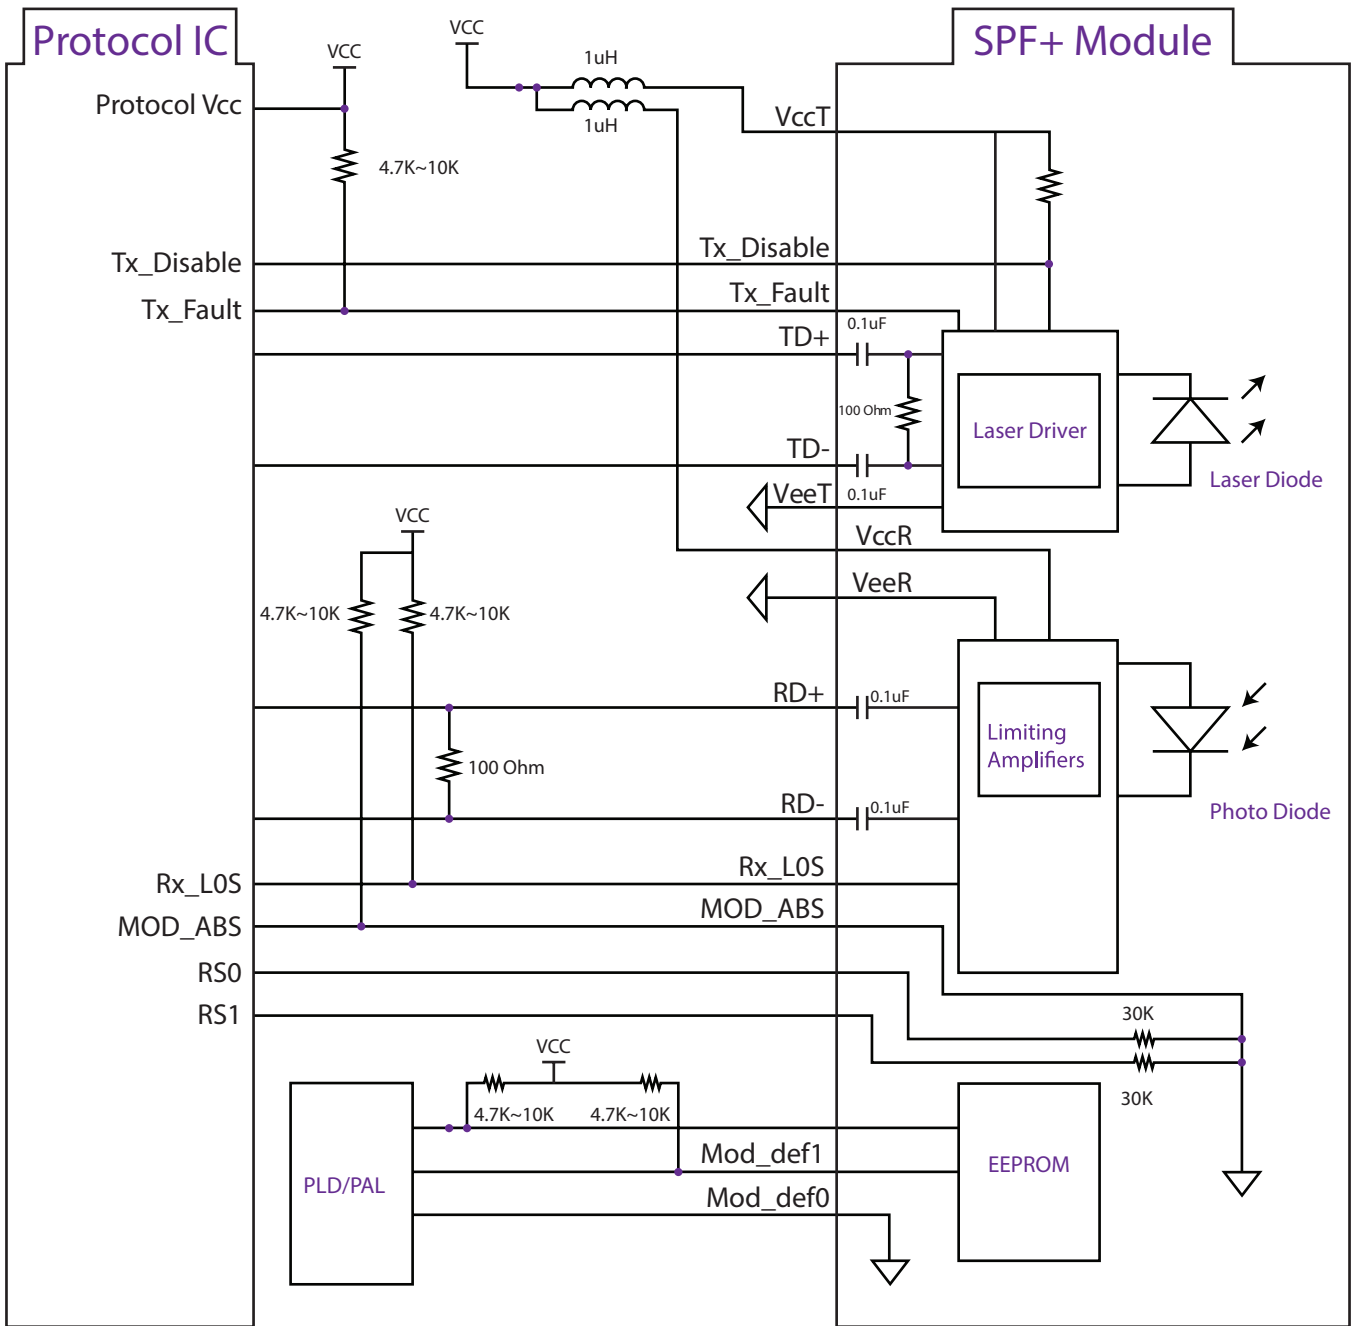 Protocol IC
SPF+ Module
VCC
VCC
1uH
1uH
Protocol Vcc
VccT
4.7K~10K
Tx_Disable
Tx_Disable
Tx_Fault
Tx_Fault
0.1uF
TD+
100 Ohm
Laser Driver
TD-
Laser Diode
VeeT
0.1uF
VCC
VccR
VeeR
4.7K~10K
4.7K~10K
RD+
0.1uF
Limiting
Amplifiers
100 Ohm
RD-
0.1uF
Photo Diode
Rx_L0S
Rx_L0S
MOD_ABS
MOD_ABS
RS0
RS1
30K
VCC
30K
4.7K~10K
4.7K~10K
Mod_def1
EEPROM
PLD/PAL
Mod_def0